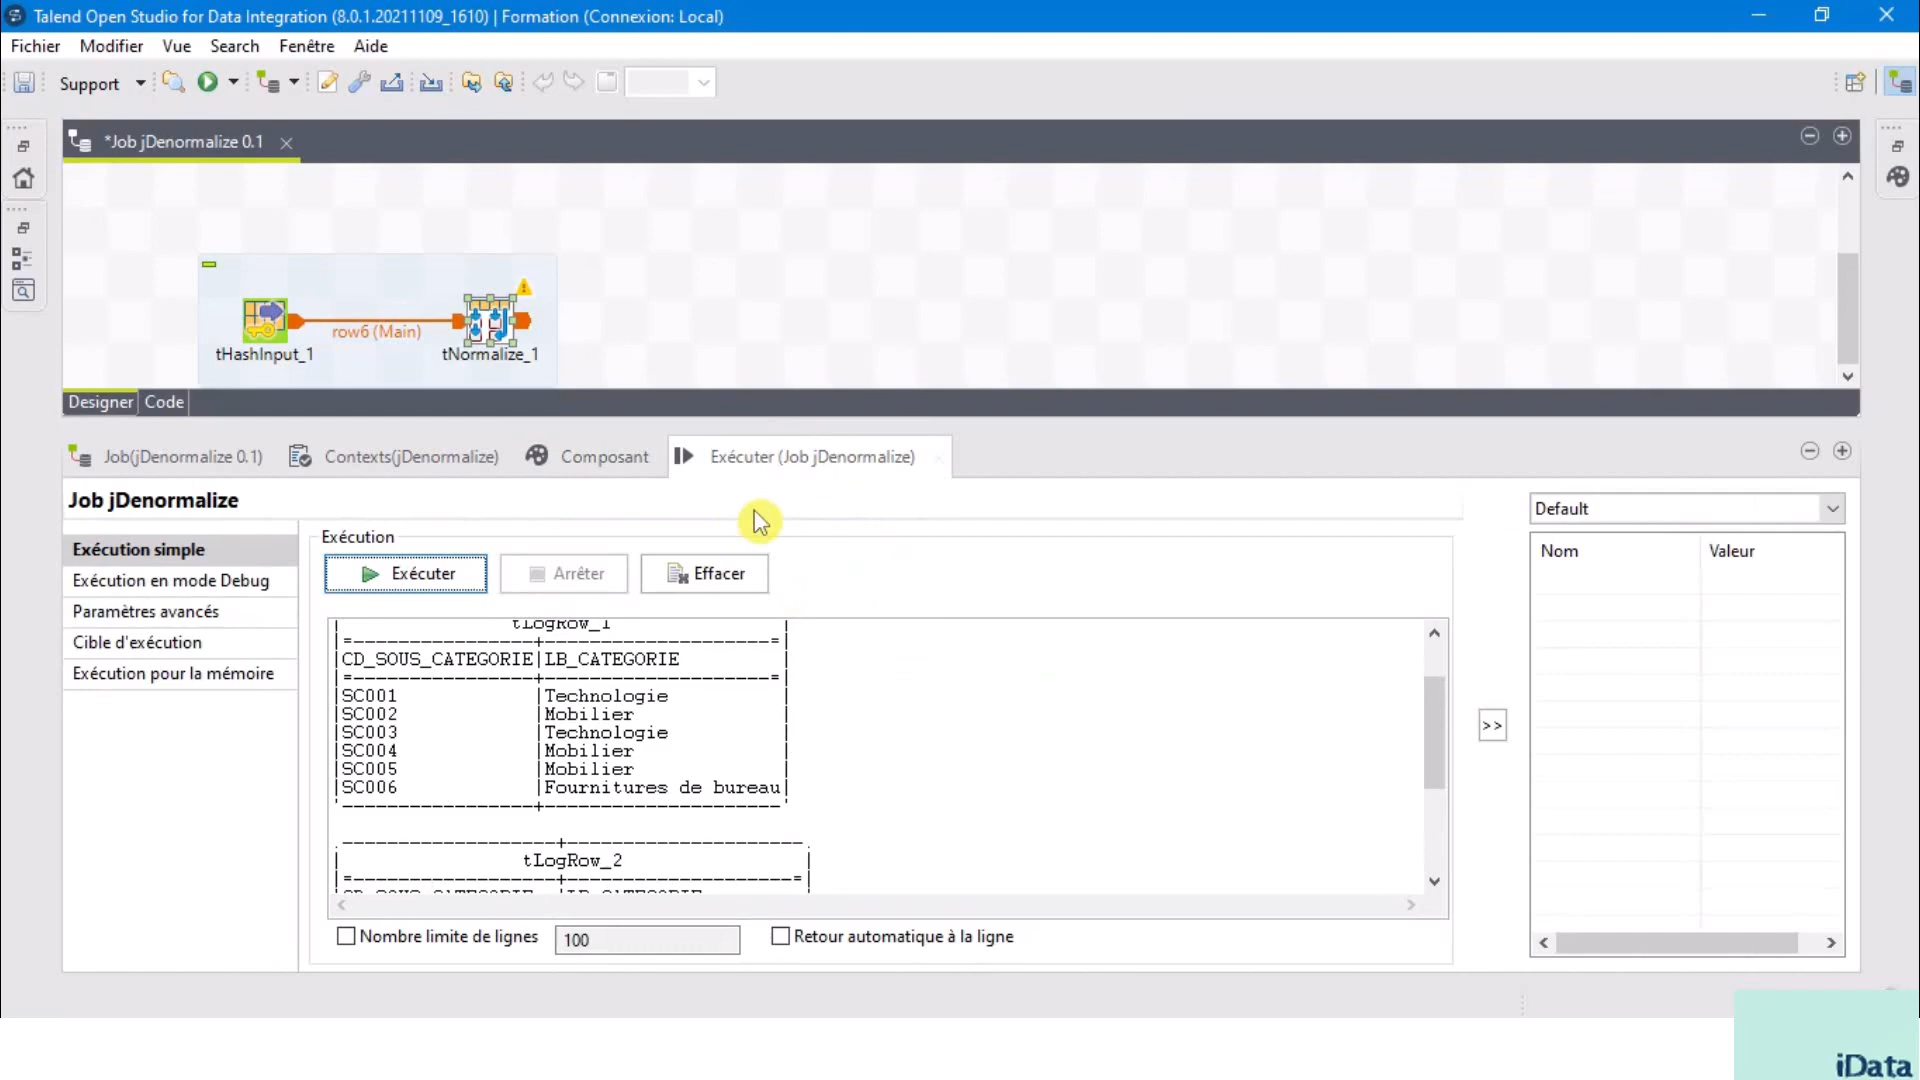 Talend Open Studio for Data Integration (8.0.1.20211109_1610) | Formation (Connexion: Local)
Fichier Modifier Vue Search Fenêtre Aide
Support
*Job jDenormalize 0.1
row6 (Main)
tHashInput_1 tNormalize_1
Designer Code
Job(jDenormalize 0.1) Contexts(jDenormalize) Composant Exécuter (Job jDenormalize)
Job jDenormalize
Default
Exécution simple
Exécution en mode Debug
Paramètres avancés
Cible d'exécution
Exécution pour la mémoire
Exécution
Exécuter Arrêter Effacer
tLogRow_1
|=-----------------+---------------------=|
|CD_SOUS_CATEGORIE|LB_CATEGORIE |
|=-----------------+---------------------=|
|SC001 |Technologie |
|SC002 |Mobilier |
|SC003 |Technologie |
|SC004 |Mobilier |
|SC005 |Mobilier |
|SC006 |Fournitures de bureau|
'-----------------+---------------------'
.-------------------+---------------------.
| tLogRow_2 |
|=-------------------+---------------------=|
CD_SOUS_CATEGORIE |LB_CATEGORIE
Nombre limite de lignes 100 Retour automatique à la ligne
>>
Nom Valeur
iData